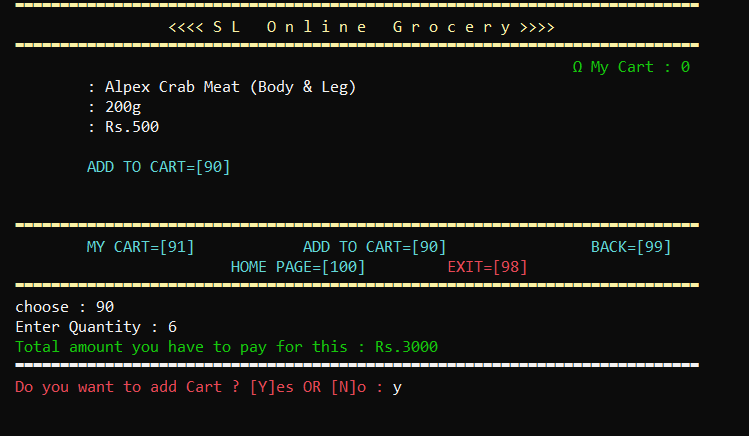 <<<< S L   O n l i n e   G r o c e r y >>>>
Ω My Cart : 0
: Alpex Crab Meat (Body & Leg)
: 200g
: Rs.500
ADD TO CART=[90]
MY CART=[91] ADD TO CART=[90] BACK=[99]
HOME PAGE=[100] EXIT=[98]
choose : 90
Enter Quantity : 6
Total amount you have to pay for this : Rs.3000
Do you want to add Cart ? [Y]es OR [N]o : y